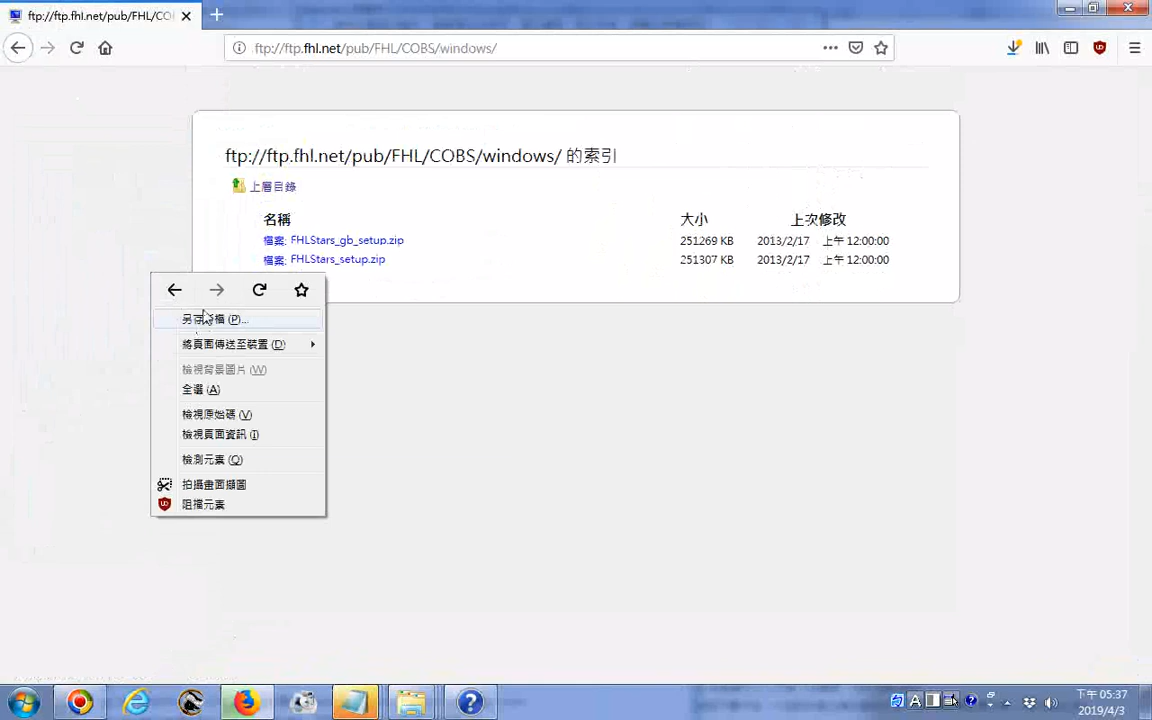 ftp://ftp.fhl.net/pub/FHL/CO
ftp://ftp.fhl.net/pub/FHL/COBS/windows/
ftp://ftp.fhl.net/pub/FHL/COBS/windows/ 的索引
上層目錄
名稱 大小 上次修改
檔案: FHLStars_gb_setup.zip 251269 KB 2013/2/17 上午 12:00:00
檔案: FHLStars_setup.zip 251307 KB 2013/2/17 上午 12:00:00
另存新檔 (P)...
將頁面傳送至裝置 (D)
檢視背景圖片 (W)
全選 (A)
檢視原始碼 (V)
檢視頁面資訊 (I)
檢測元素 (Q)
拍攝畫面擷圖
阻擋元素
下午 05:37
2019/4/3